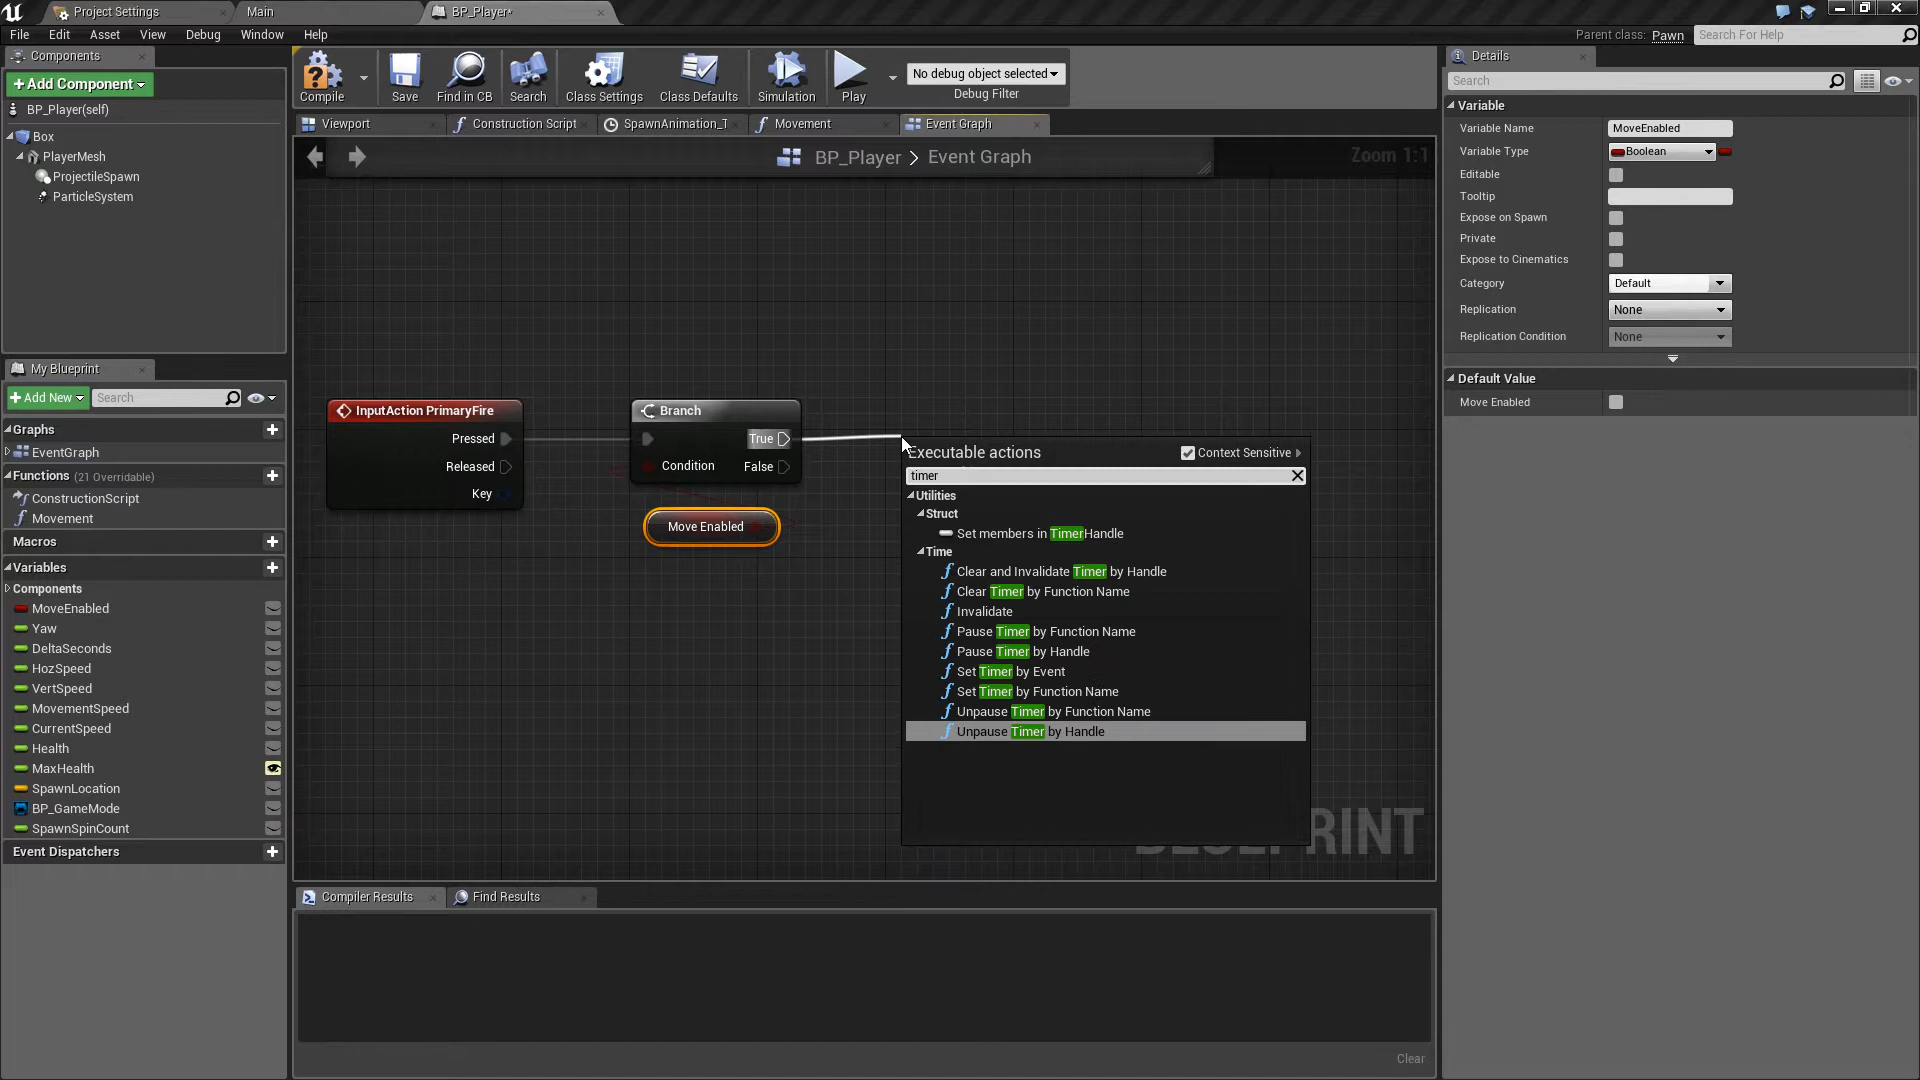 Project Settings
Main
BP_Player*
File Edit Asset View Debug Window Help
Parent class: Pawn
Search For Help
Components
+ Add Component
BP_Player(self)
Box
PlayerMesh
ProjectileSpawn
ParticleSystem
My Blueprint
+ Add New
Search
Graphs
EventGraph
Functions (21 Overridable)
ConstructionScript
Movement
Macros
Variables
Components
MoveEnabled
Yaw
DeltaSeconds
HozSpeed
VertSpeed
MovementSpeed
CurrentSpeed
Health
MaxHealth
SpawnLocation
BP_GameMode
SpawnSpinCount
Event Dispatchers
Compile
Save
Find in CB
Search
Class Settings
Class Defaults
Simulation
Play
No debug object selected
Debug Filter
Viewport
Construction Script
SpawnAnimation_T
Movement
Event Graph
BP_Player > Event Graph
Zoom 1:1
InputAction PrimaryFire
Pressed
Released
Key
Branch
True
Condition
False
Move Enabled
Executable actions
Context Sensitive
timer
Utilities
Struct
Set members in TimerHandle
Time
Clear and Invalidate Timer by Handle
Clear Timer by Function Name
Invalidate
Pause Timer by Function Name
Pause Timer by Handle
Set Timer by Event
Set Timer by Function Name
Unpause Timer by Function Name
Unpause Timer by Handle
Compiler Results
Find Results
Clear
Details
Search
Variable
Variable Name MoveEnabled
Variable Type Boolean
Editable
Tooltip
Expose on Spawn
Private
Expose to Cinematics
Category Default
Replication None
Replication Condition None
Default Value
Move Enabled